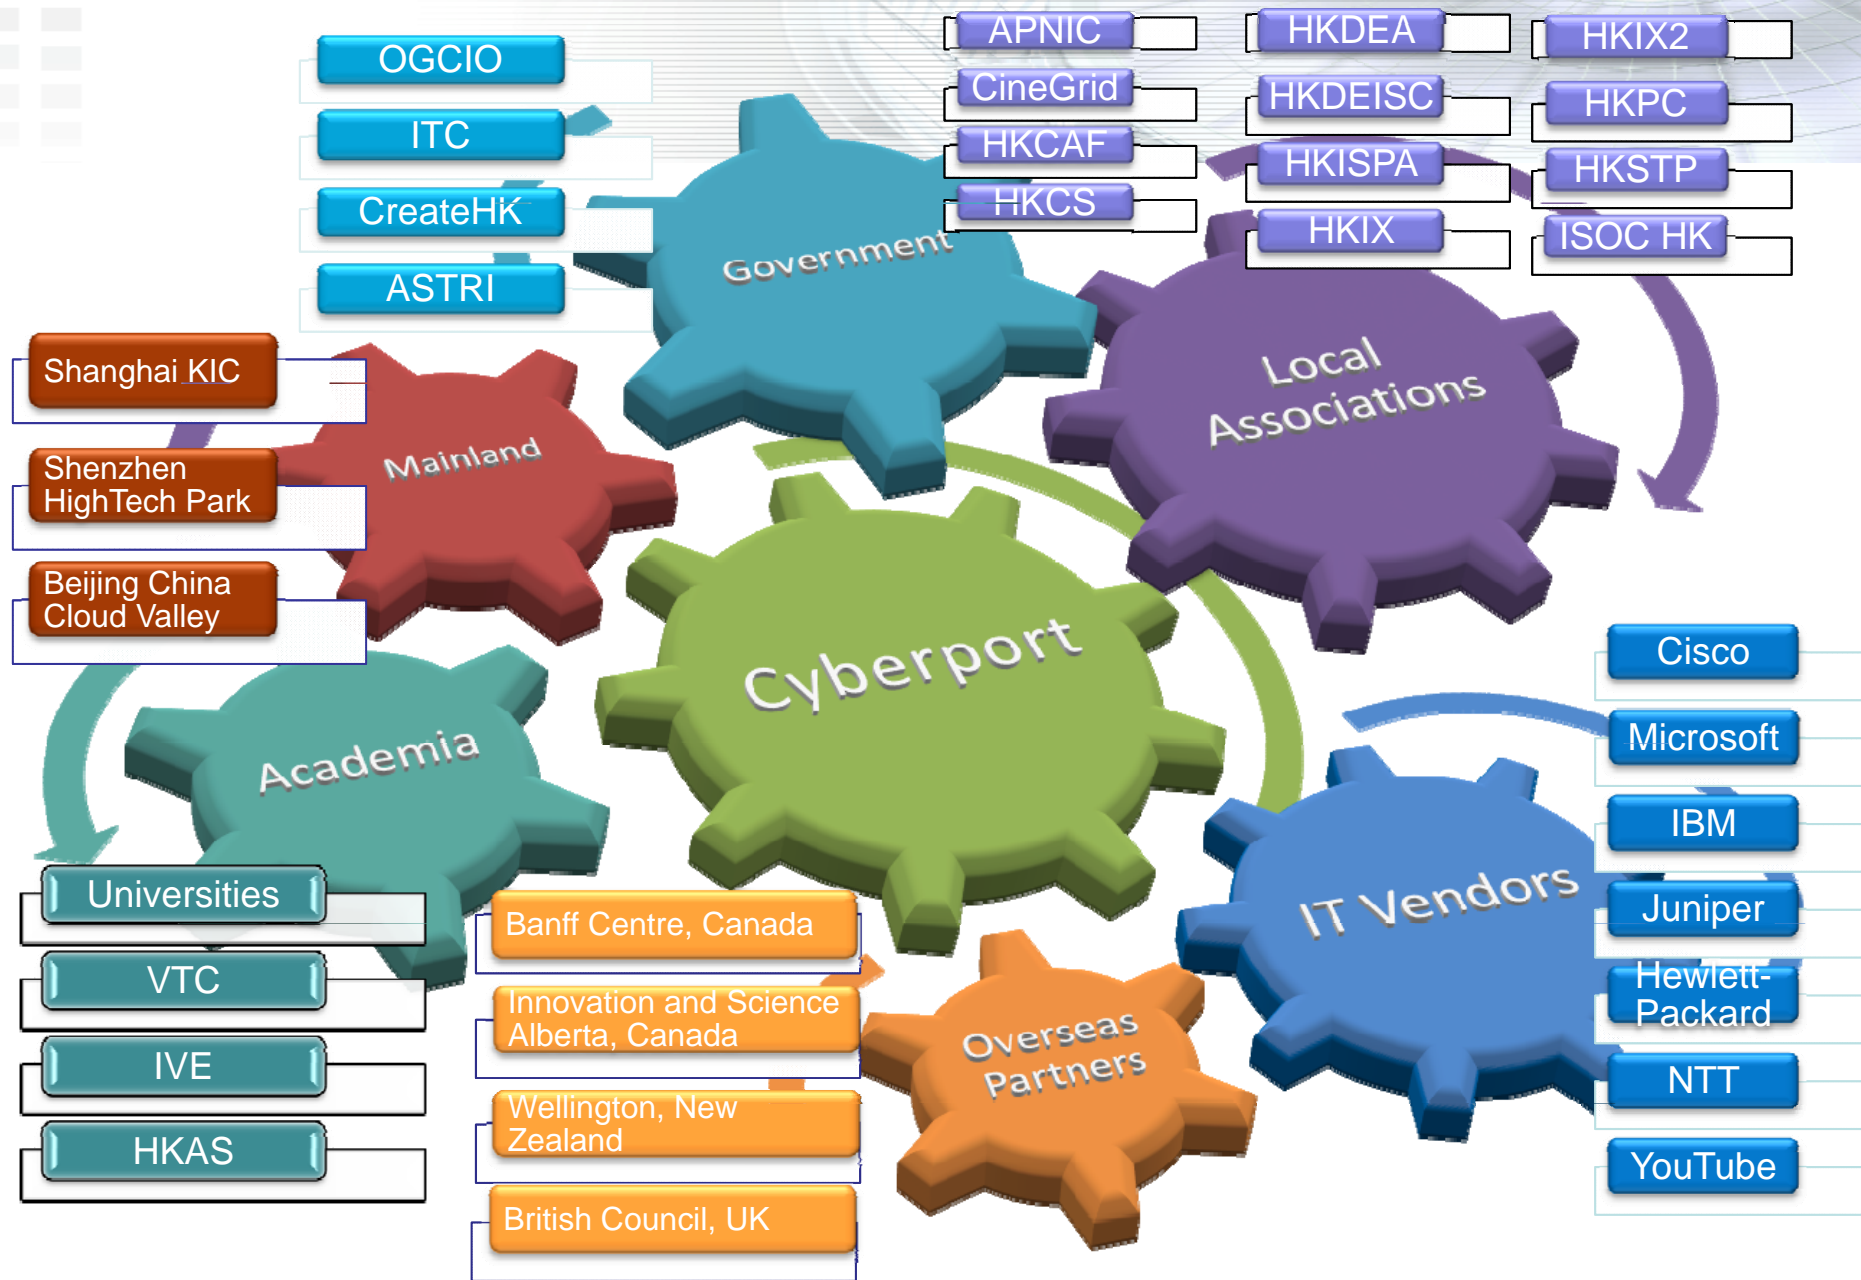 OGCIO
ITC
CreateHK
ASTRI
APNIC
CineGrid
HKCAF
HKCS
HKDEA
HKDEISC
HKISPA
HKIX
HKIX2
HKPC
HKSTP
ISOC HK
Government
Local
Associations
Shanghai KIC
Shenzhen
HighTech Park
Beijing China
Cloud Valley
Mainland
Cyberport
Academia
Universities
VTC
IVE
HKAS
Banff Centre, Canada
Innovation and Science
Alberta, Canada
Wellington, New
Zealand
British Council, UK
Overseas
Partners
IT Vendors
Cisco
Microsoft
IBM
Juniper
Hewlett-
Packard
NTT
YouTube